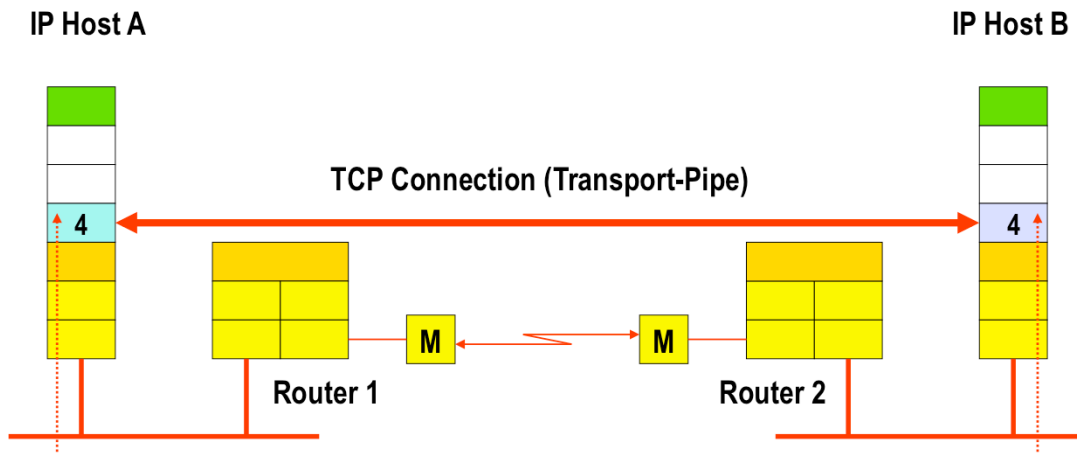 IP Host A
IP Host B
TCP Connection (Transport-Pipe)
4
4
M
M
Router 1
Router 2